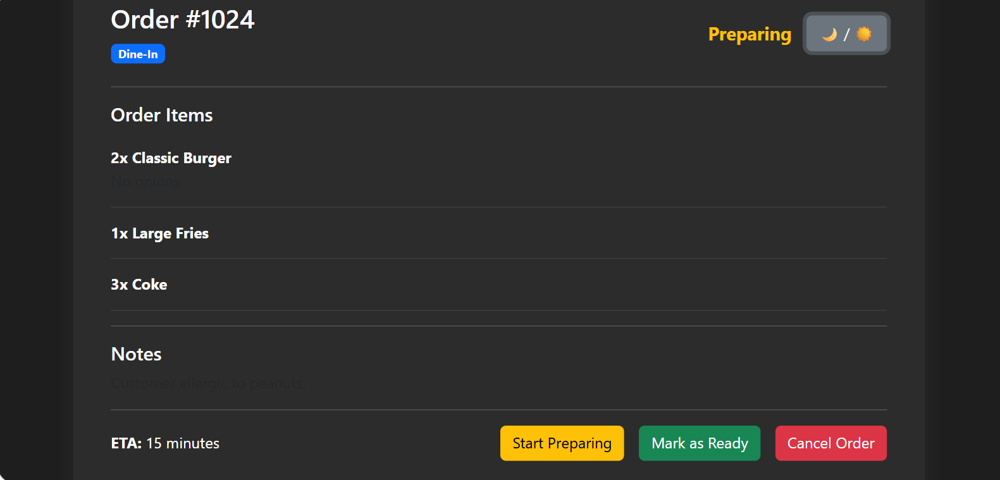 Order #1024
Preparing
🌙 / ☀️
Dine-In
Order Items
2x Classic Burger
No onions
1x Large Fries
3x Coke
Notes
Customer allergic to peanuts.
ETA: 15 minutes
Start Preparing
Mark as Ready
Cancel Order